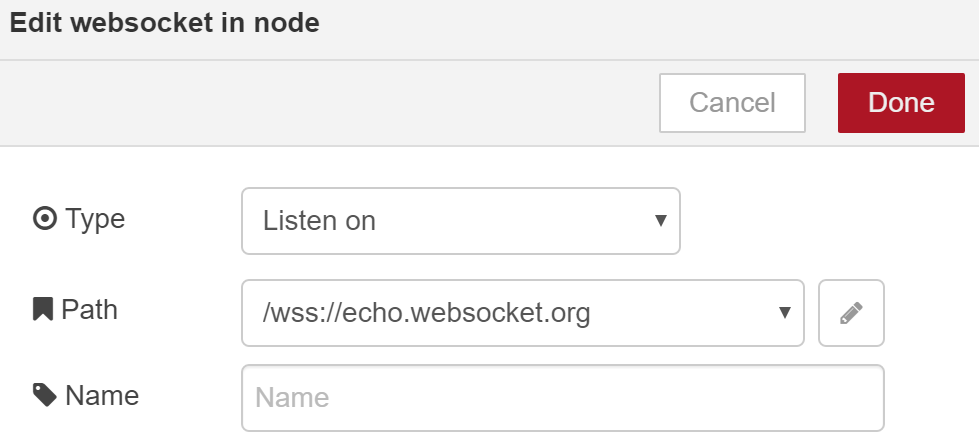 Edit websocket in node
Cancel Done
Type Listen on
Path /wss://echo.websocket.org
Name Name